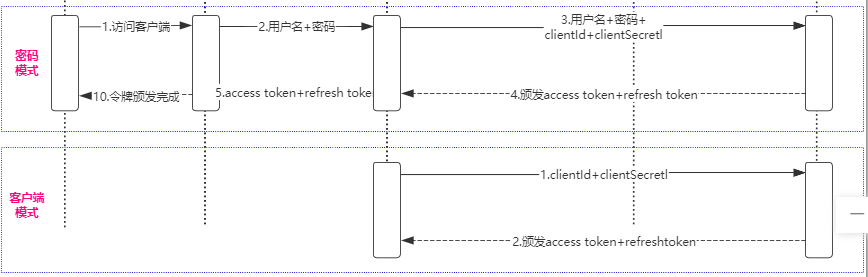 密码
模式
1.访问客户端
2.用户名+密码
3.用户名+密码+
clientId+clientSecretl
10.令牌颁发完成
5.access token+refresh toke
4.颁发access token+refresh token
客户端
模式
1.clientId+clientSecretl
2.颁发access token+refreshtoken